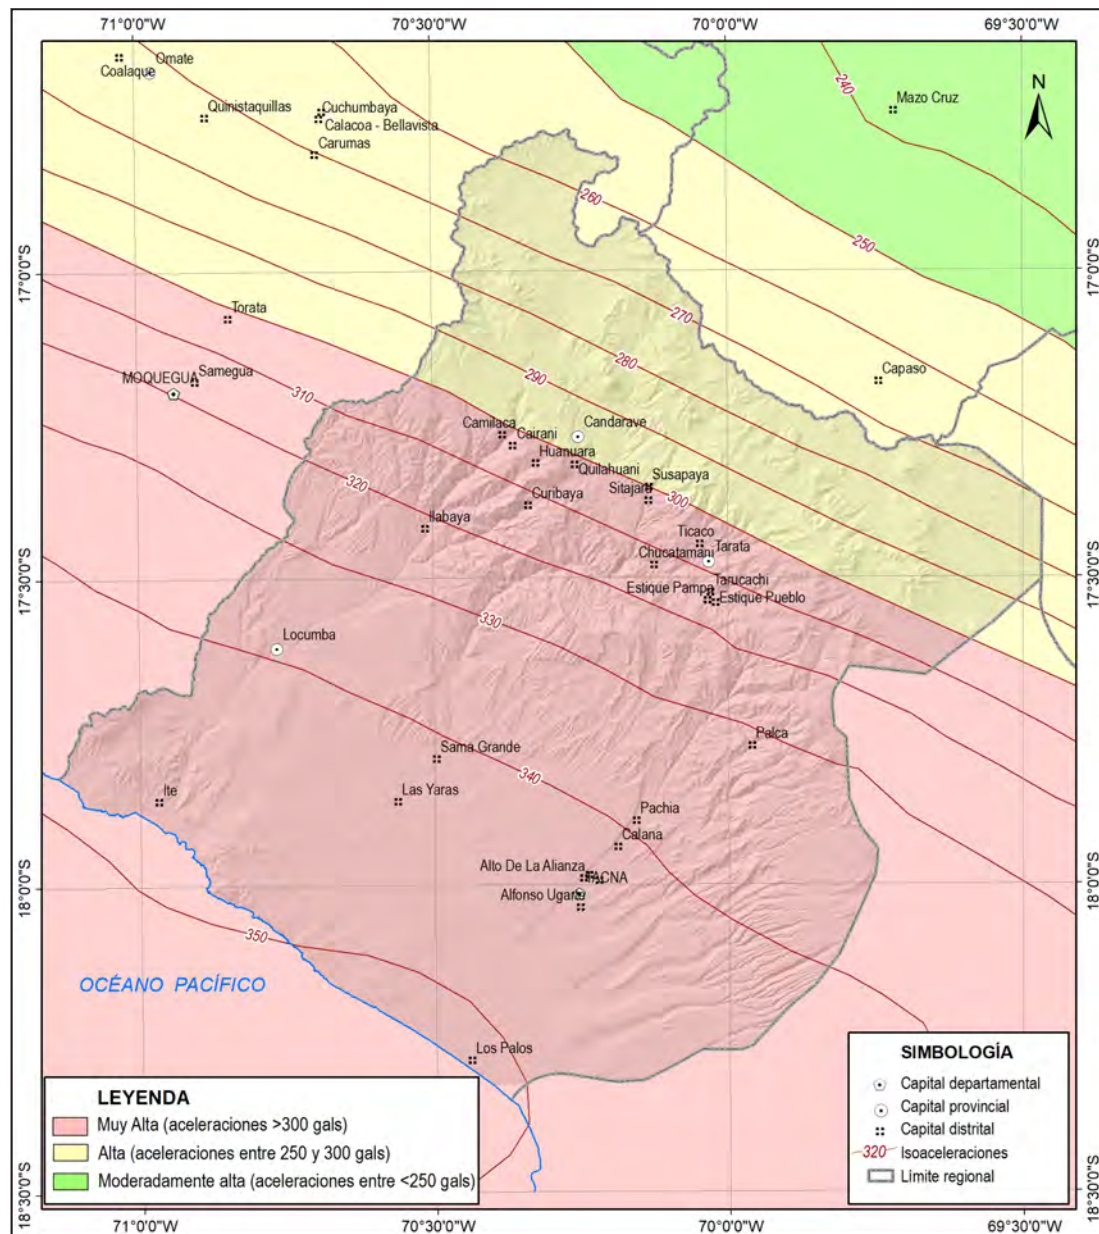 71°0'0"W
70°30'0"W
70°0'0"W
69°30'0"W
Omate
Coalaque
Quinistaquillas
Cuchumbaya
Calacoa - Bellavista
Carumas
240
Mazo Cruz
N
260
250
17°0'0"S
17°0'0"S
Torata
270
280
Capaso
Samegua
MOQUEGUA
310
290
Camilaca
Cairani
Candarave
Huanuara
Quilahuani
Susapaya
Sitajara
300
320
Curibaya
Ilabaya
Ticaco
Tarata
Chucatamani
Tarucachi
Estique Pampa
Estique Pueblo
17°30'0"S
17°30'0"S
330
Locumba
Palca
Sama Grande
340
Ite
Las Yaras
Pachia
Calana
Alto De La Alianza
TACNA
Alfonso Ugarte
18°0'0"S
18°0'0"S
350
OCÉANO PACÍFICO
Los Palos
LEYENDA
Muy Alta (aceleraciones >300 gals)
Alta (aceleraciones entre 250 y 300 gals)
Moderadamente alta (aceleraciones entre <250 gals)
SIMBOLOGÍA
Capital departamental
Capital provincial
Capital distrital
320 Isoaceleraciones
Límite regional
18°30'0"S
18°30'0"S
71°0'0"W
70°30'0"W
70°0'0"W
69°30'0"W